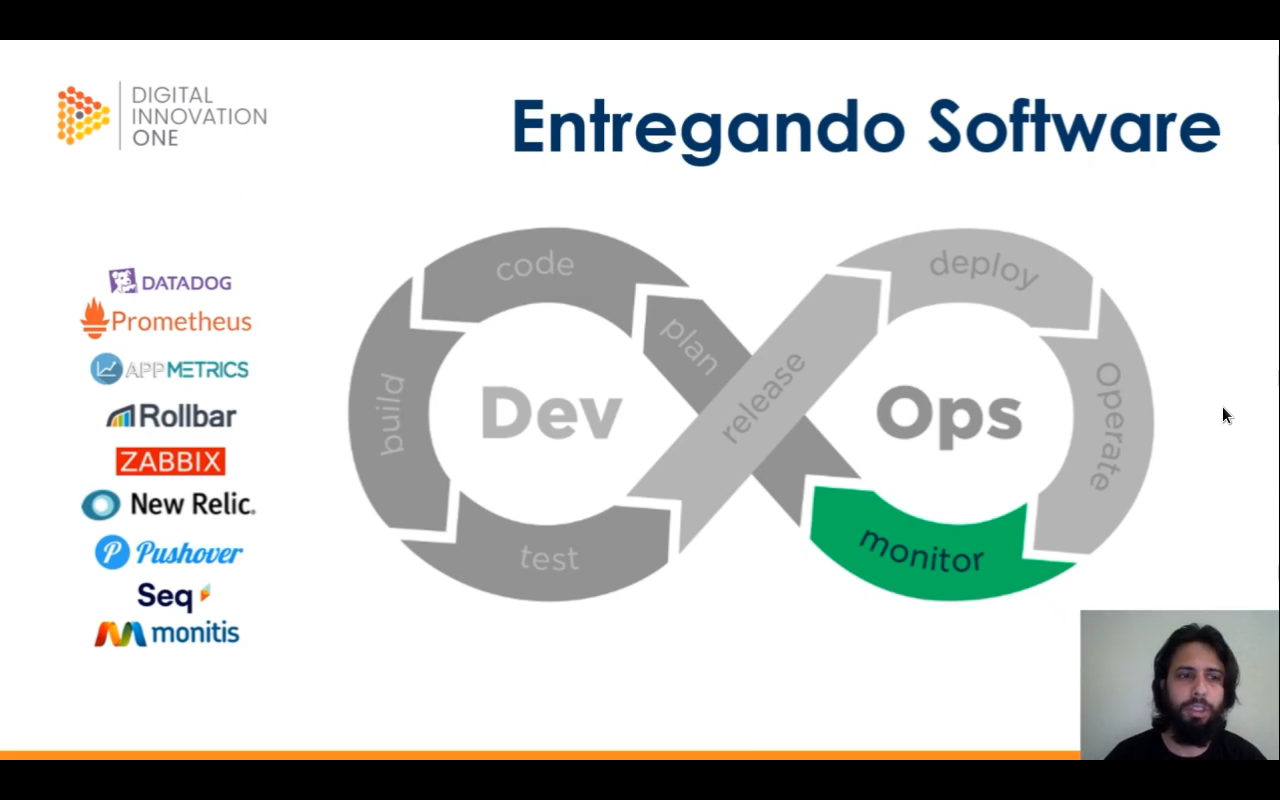 DIGITAL
INNOVATION
ONE
Entregando Software
DATADOG
Prometheus
APPMETRICS
Rollbar
ZABBIX
New Relic.
P Pushover
Seq
monitis
code
plan
build
Dev
test
release
deploy
Ops
Operate
monitor